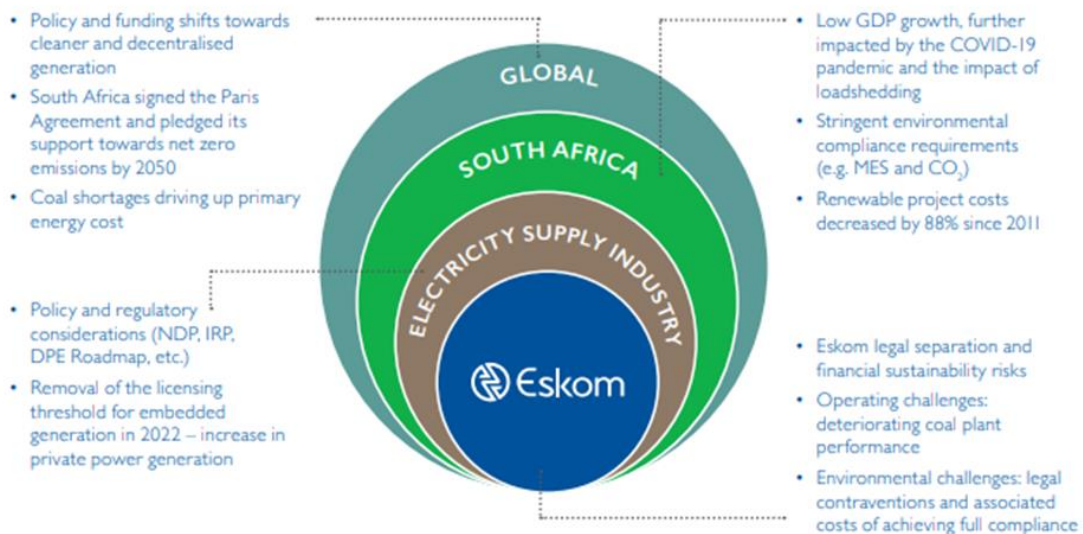 • Policy and funding shifts towards
cleaner and decentralised
generation
• South Africa signed the Paris
Agreement and pledged its
support towards net zero
emissions by 2050
• Coal shortages driving up primary
energy cost
• Policy and regulatory
considerations (NDP, IRP,
DPE Roadmap, etc.)
• Removal of the licensing
threshold for embedded
generation in 2022 – increase in
private power generation
GLOBAL
SOUTH AFRICA
ELECTRICITY SUPPLY INDUSTRY
Eskom
• Low GDP growth, further
impacted by the COVID-19
pandemic and the impact of
loadshedding
• Stringent environmental
compliance requirements
(e.g. MES and CO₂)
• Renewable project costs
decreased by 88% since 2011
• Eskom legal separation and
financial sustainability risks
• Operating challenges:
deteriorating coal plant
performance
• Environmental challenges: legal
contraventions and associated
costs of achieving full compliance